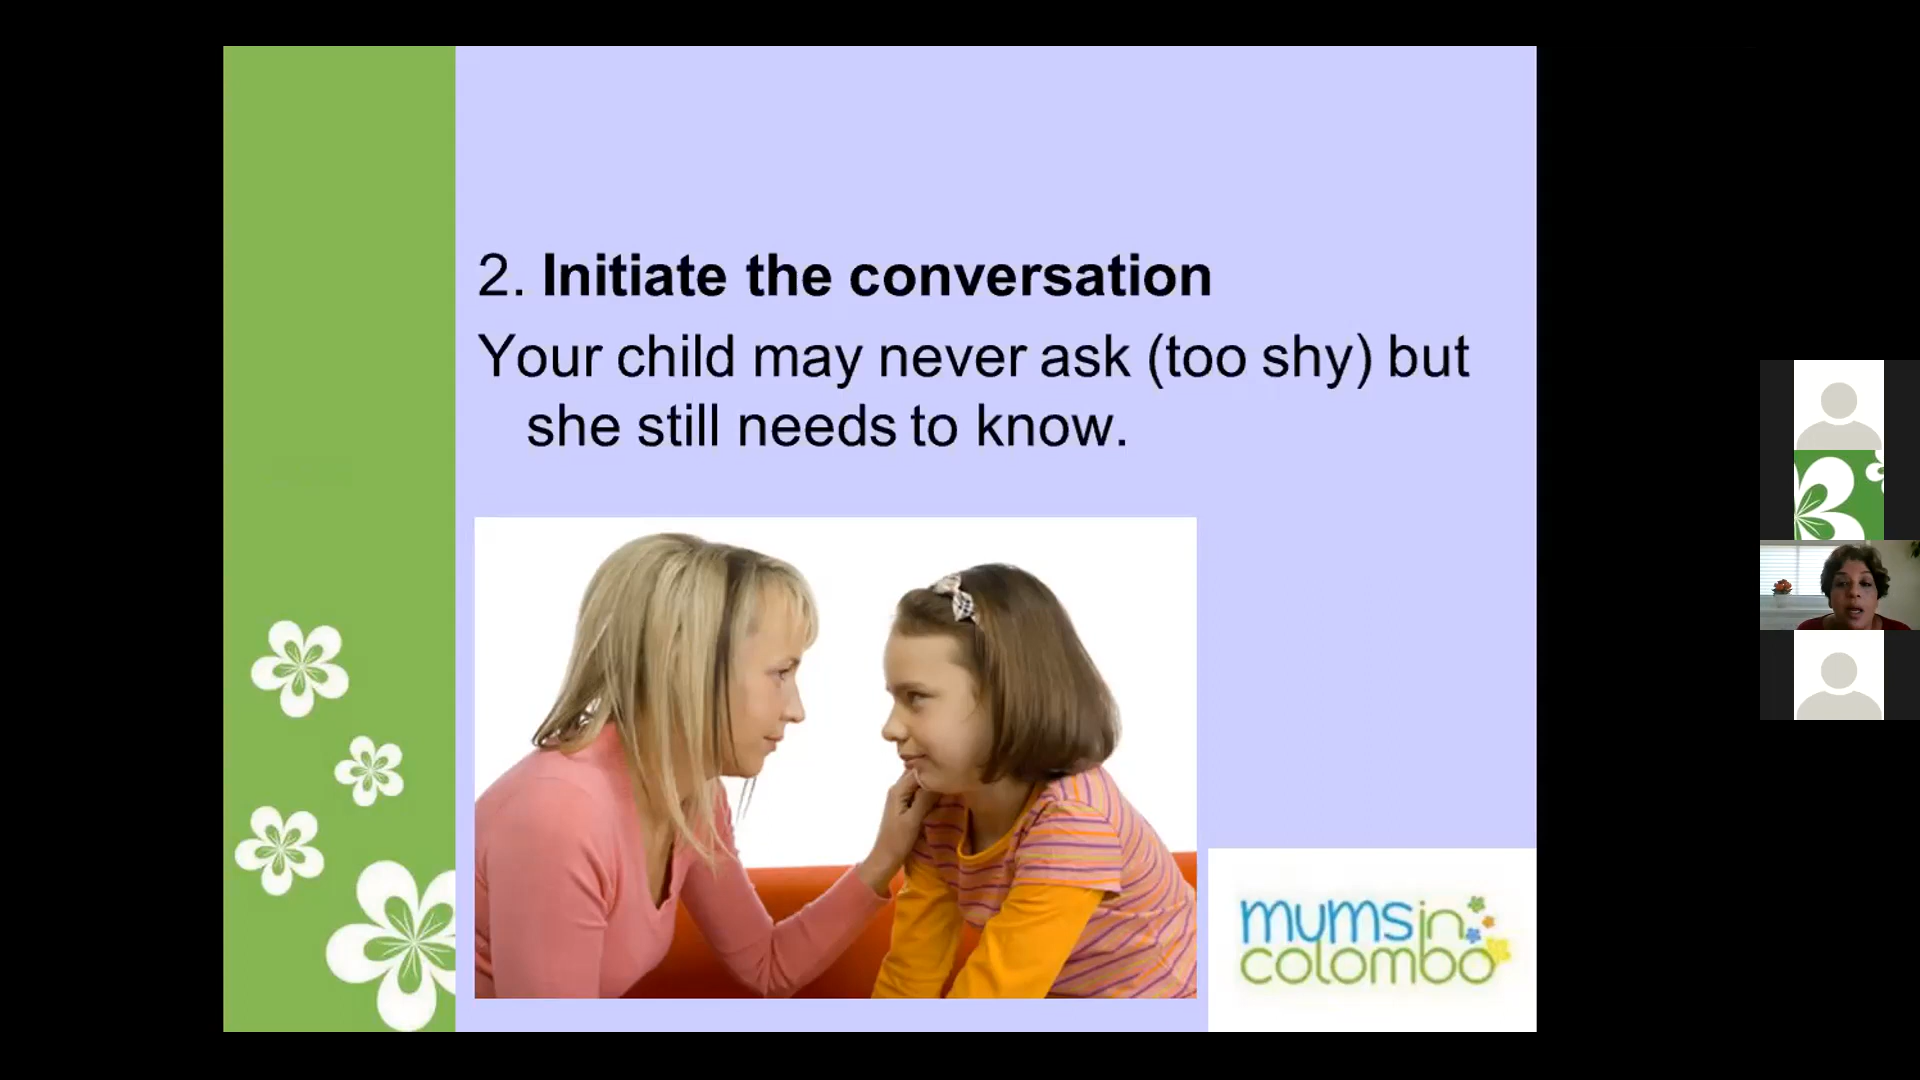 2. Initiate the conversation
Your child may never ask (too shy) but
she still needs to know.
mumsin
colombo